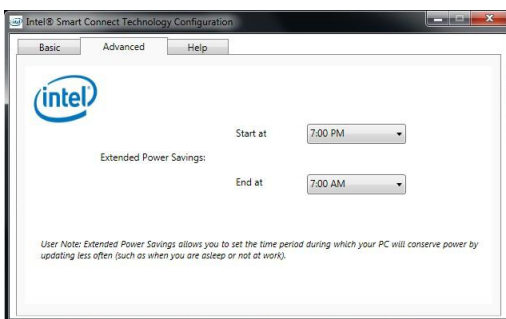 Intel® Smart Connect Technology Configuration
Basic Advanced Help
intel
Start at 7:00 PM
Extended Power Savings:
End at 7:00 AM
User Note: Extended Power Savings allows you to set the time period during which your PC will conserve power by
updating less often (such as when you are asleep or not at work).